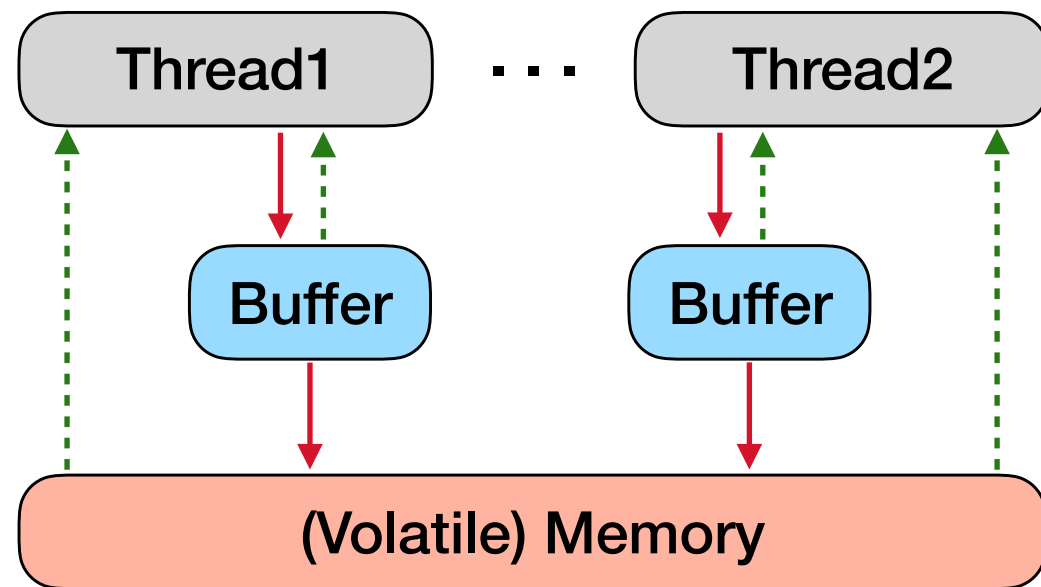 Thread1 ... Thread2
Buffer Buffer
(Volatile) Memory